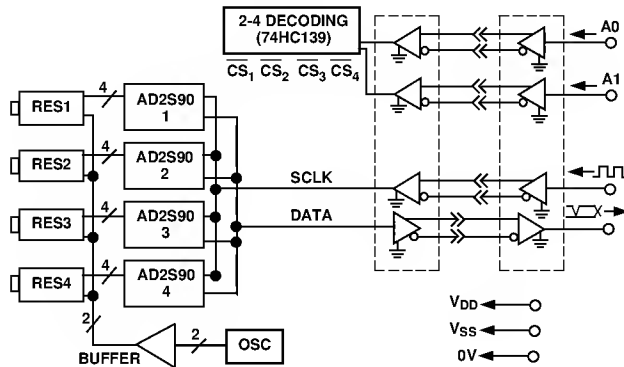 2-4 DECODING
(74HC139)
A0
CS1 CS2 CS3 CS4
A1
4
RES1
AD2S90
1
4
RES2
AD2S90
2
SCLK
DATA
4
RES3
AD2S90
3
4
RES4
AD2S90
4
2
BUFFER
2
OSC
VDD
VSS
0V